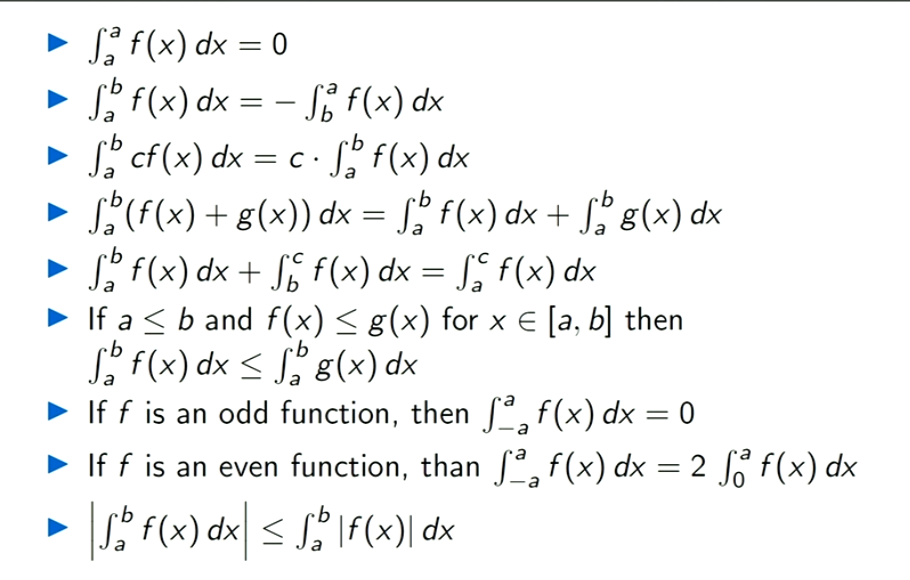 ▶ ∫_a^a f(x) dx = 0
▶ ∫_a^b f(x) dx = − ∫_b^a f(x) dx
▶ ∫_a^b cf(x) dx = c · ∫_a^b f(x) dx
▶ ∫_a^b (f(x) + g(x)) dx = ∫_a^b f(x) dx + ∫_a^b g(x) dx
▶ ∫_a^b f(x) dx + ∫_b^c f(x) dx = ∫_a^c f(x) dx
▶ If a ≤ b and f(x) ≤ g(x) for x ∈ [a, b] then
∫_a^b f(x) dx ≤ ∫_a^b g(x) dx
▶ If f is an odd function, then ∫_{−a}^a f(x) dx = 0
▶ If f is an even function, than ∫_{−a}^a f(x) dx = 2 ∫_0^a f(x) dx
▶ |∫_a^b f(x) dx| ≤ ∫_a^b |f(x)| dx